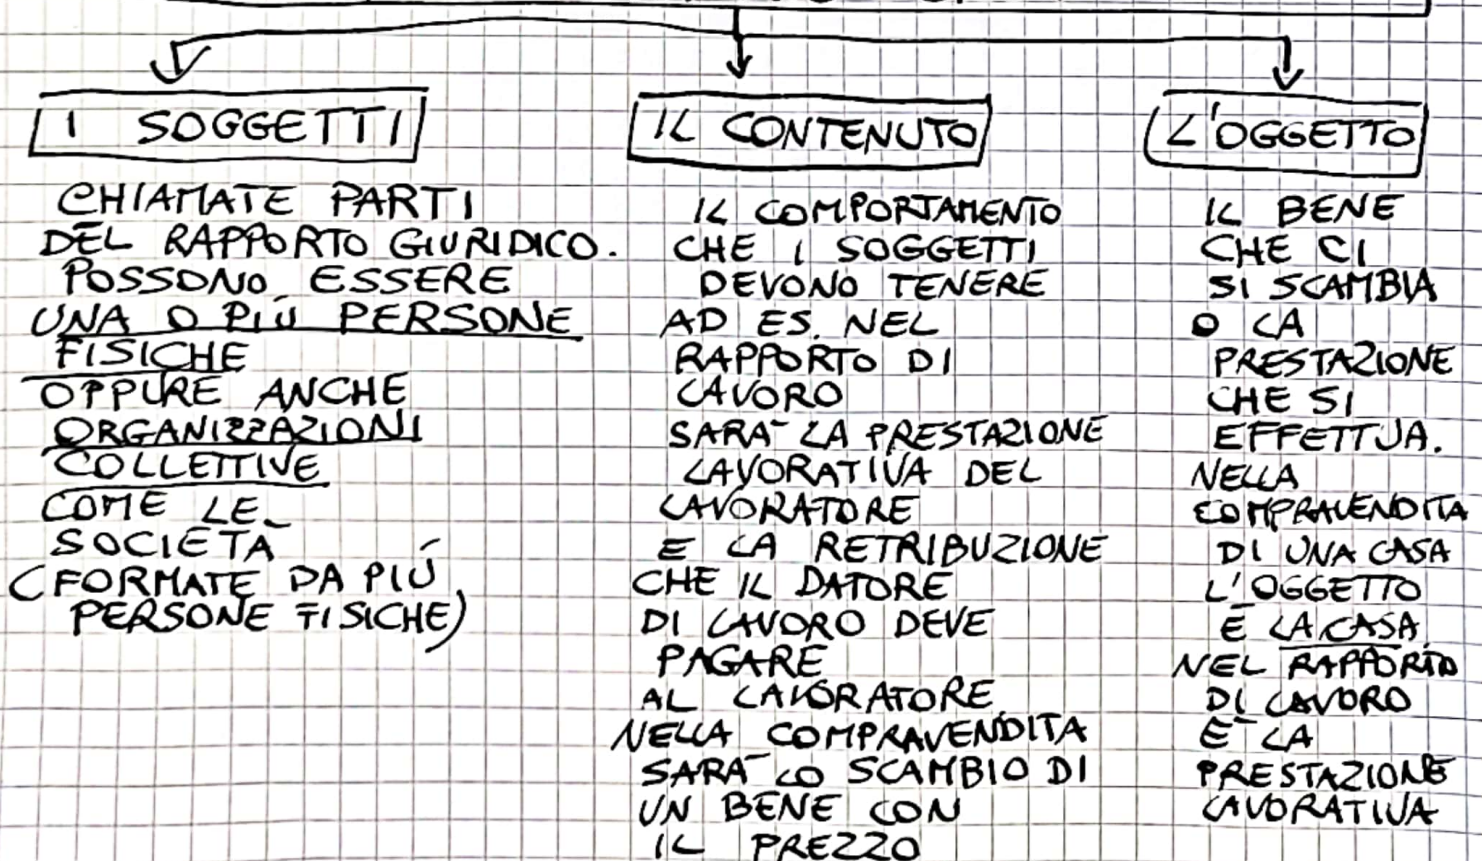 I SOGGETTI
CHIAMATE PARTI
DEL RAPPORTO GIURIDICO.
POSSONO ESSERE
UNA O PIÙ PERSONE
FISICHE
OPPURE ANCHE
ORGANIZZAZIONI
COLLETTIVE
COME LE
SOCIETÀ
(FORMATE DA PIÚ
PERSONE FISICHE)
IL CONTENUTO
IL COMPORTAMENTO
CHE I SOGGETTI
DEVONO TENERE
AD ES. NEL
RAPPORTO DI
LAVORO
SARÀ LA PRESTAZIONE
LAVORATIVA DEL
LAVORATORE
E LA RETRIBUZIONE
CHE IL DATORE
DI LAVORO DEVE
PAGARE
AL LAVORATORE.
NELLA COMPRAVENDITA
SARÀ LO SCAMBIO DI
UN BENE CON
IL PREZZO
L'OGGETTO
IL BENE
CHE CI
SI SCAMBIA
O LA
PRESTAZIONE
CHE SI
EFFETTUA.
NELLA
COMPRAVENDITA
DI UNA CASA
L'OGGETTO
È LA CASA,
NEL RAPPORTO
DI LAVORO
È LA
PRESTAZIONE
LAVORATIVA